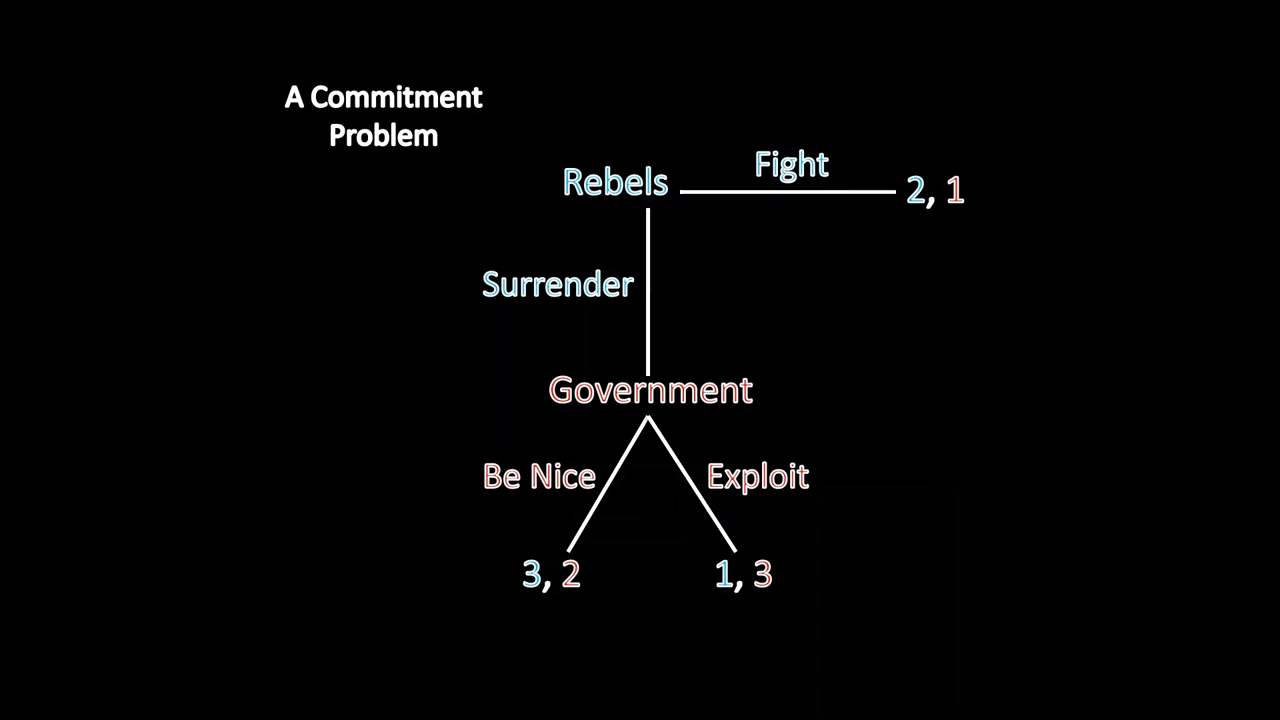 A Commitment
Problem
Fight
Rebels
2, 1
Surrender
Government
Be Nice
Exploit
3, 2
1, 3